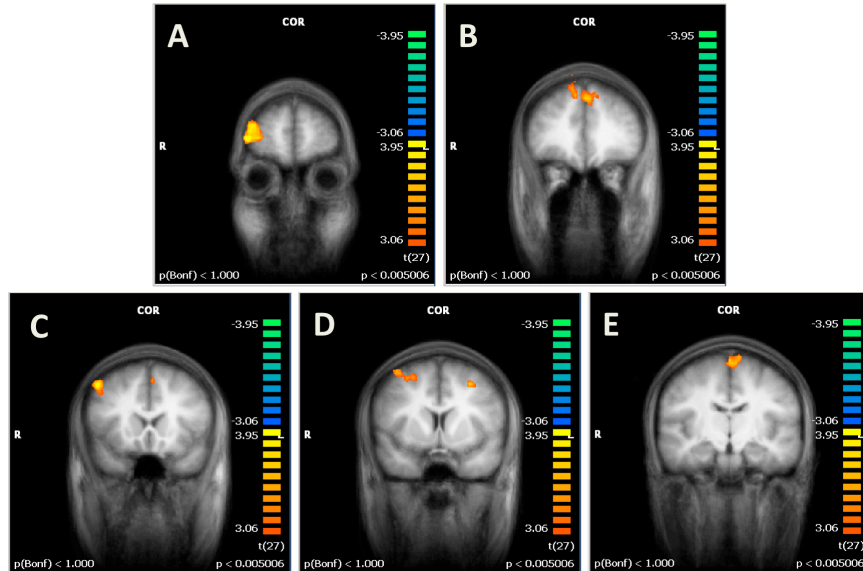 A
COR
-3.95
R
-3.06
3.95
L
3.06
t(27)
p(Bonf) < 1.000
p < 0.005006
B
COR
-3.95
R
-3.06
3.95
L
3.06
t(27)
p(Bonf) < 1.000
p < 0.005006
C
COR
-3.95
R
-3.06
3.95
L
3.06
t(27)
p(Bonf) < 1.000
p < 0.005006
D
COR
-3.95
R
-3.06
3.95
L
3.06
t(27)
p(Bonf) < 1.000
p < 0.005006
E
COR
-3.95
R
-3.06
3.95
L
3.06
t(27)
p(Bonf) < 1.000
p < 0.005006